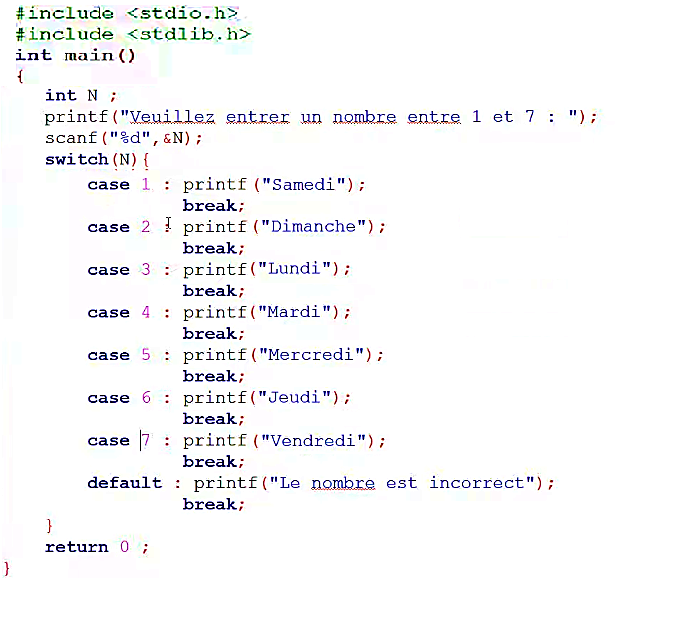 #include <stdio.h>
#include <stdlib.h>
int main()
{
int N ;
printf("Veuillez entrer un nombre entre 1 et 7 : ");
scanf("%d",&N);
switch(N){
case 1 : printf("Samedi");
break;
case 2 : printf("Dimanche");
break;
case 3 : printf("Lundi");
break;
case 4 : printf("Mardi");
break;
case 5 : printf("Mercredi");
break;
case 6 : printf("Jeudi");
break;
case 7 : printf("Vendredi");
break;
default : printf("Le nombre est incorrect");
break;
}
return 0 ;
}